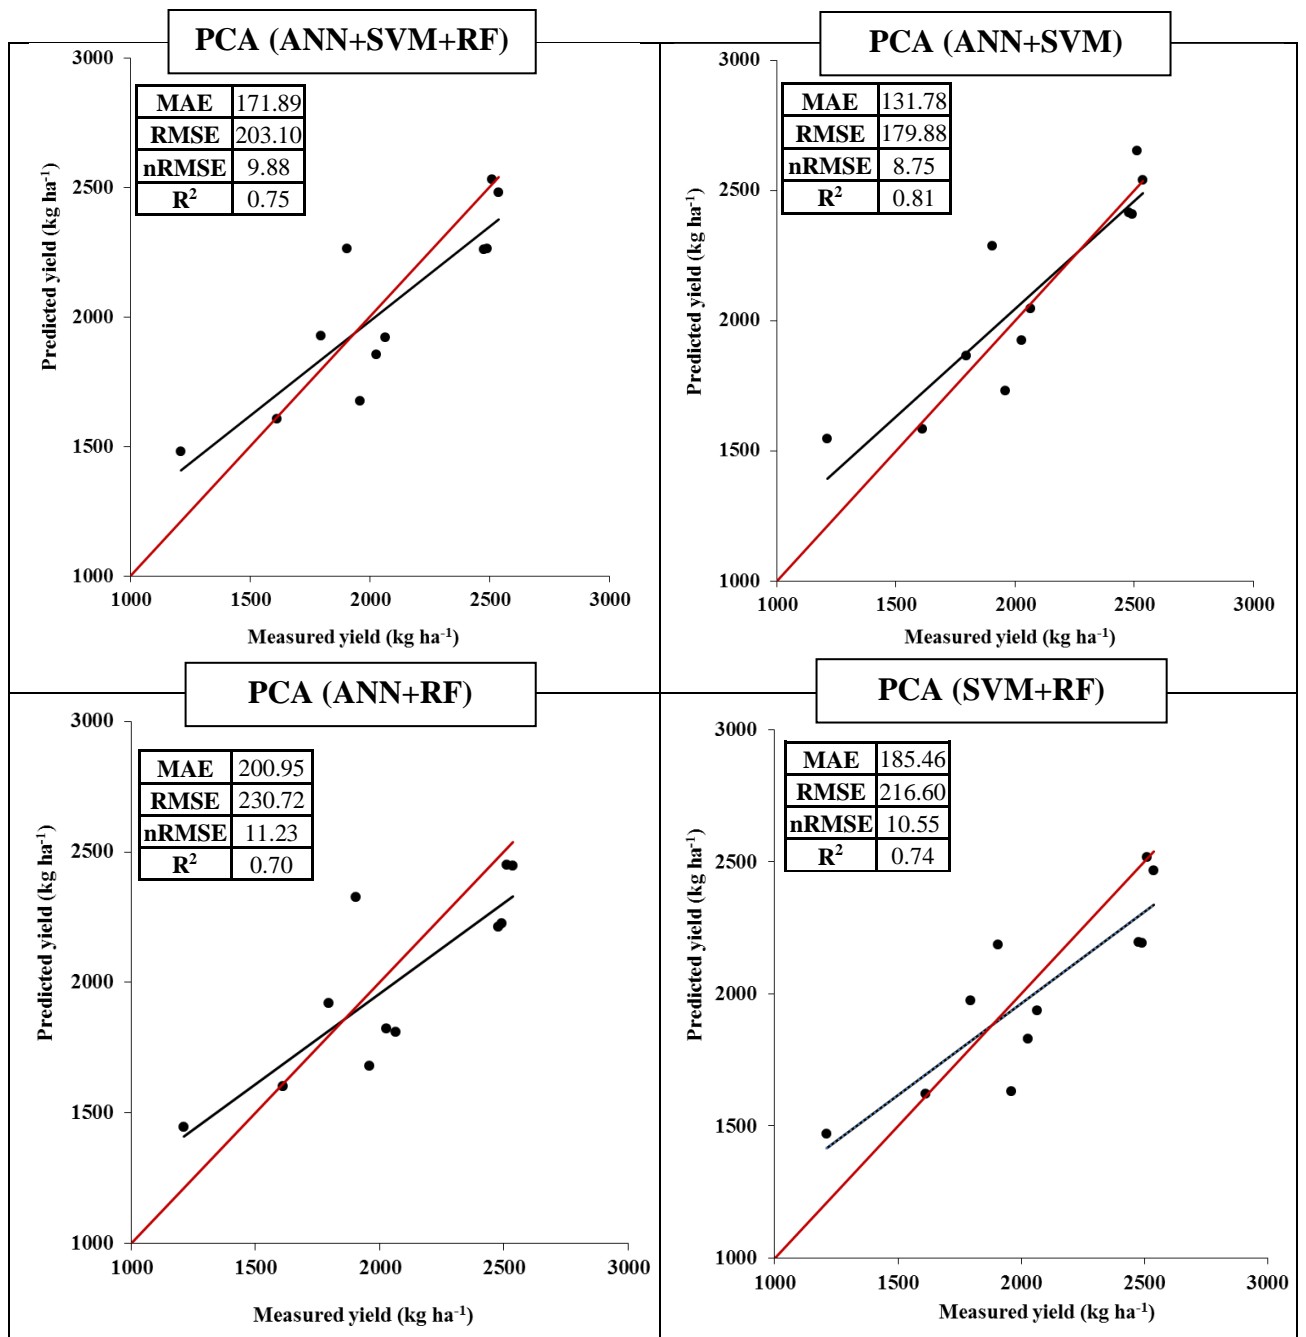 PCA (ANN+SVM+RF)
3000
MAE 171.89
RMSE 203.10
nRMSE 9.88
R² 0.75
2500
2000
1500
1000
Predicted yield (kg ha⁻¹)
1000 1500 2000 2500 3000
Measured yield (kg ha⁻¹)
PCA (ANN+SVM)
3000
MAE 131.78
RMSE 179.88
nRMSE 8.75
R² 0.81
2500
2000
1500
1000
Predicted yield (kg ha⁻¹)
1000 1500 2000 2500 3000
Measured yield (kg ha⁻¹)
PCA (ANN+RF)
3000
MAE 200.95
RMSE 230.72
nRMSE 11.23
R² 0.70
2500
2000
1500
1000
Predicted yield (kg ha⁻¹)
1000 1500 2000 2500 3000
Measured yield (kg ha⁻¹)
PCA (SVM+RF)
3000
MAE 185.46
RMSE 216.60
nRMSE 10.55
R² 0.74
2500
2000
1500
1000
Predicted yield (kg ha⁻¹)
1000 1500 2000 2500 3000
Measured yield (kg ha⁻¹)